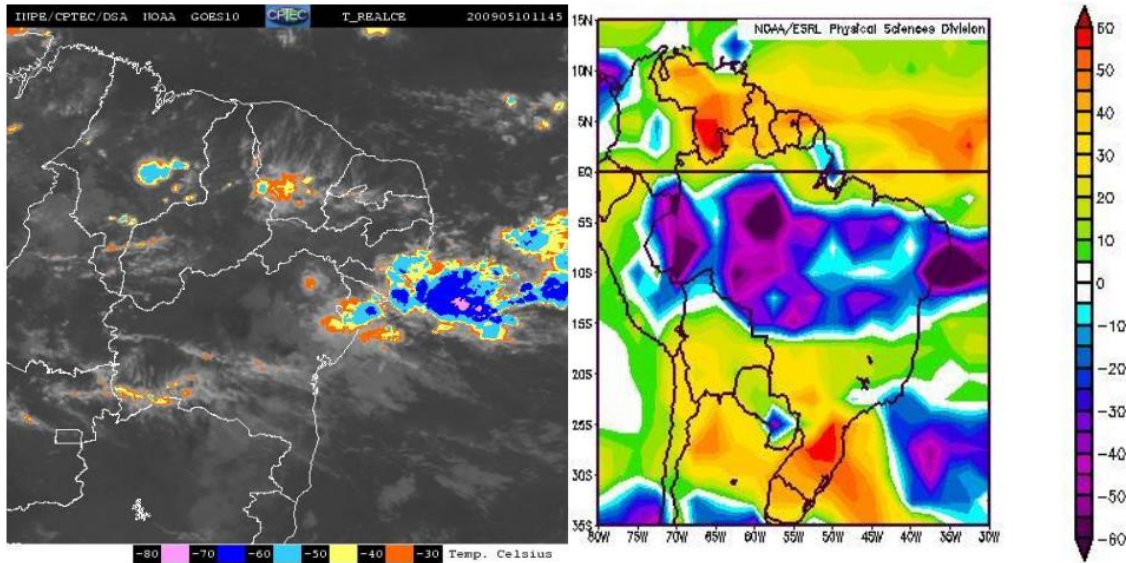 INPE/CPTEC/DSA NOAA GOES10 CPTEC T_REALCE 200905101145
-80 -70 -60 -50 -40 -30 Temp. Celsius
NOAA/ESRL Physical Sciences Division
15N
10N
5N
EQ
5S
10S
15S
20S
25S
30S
35S
80W 75W 70W 65W 60W 55W 50W 45W 40W 35W 30W
60
50
40
30
20
10
5
0
-5
-10
-20
-30
-40
-50
-60